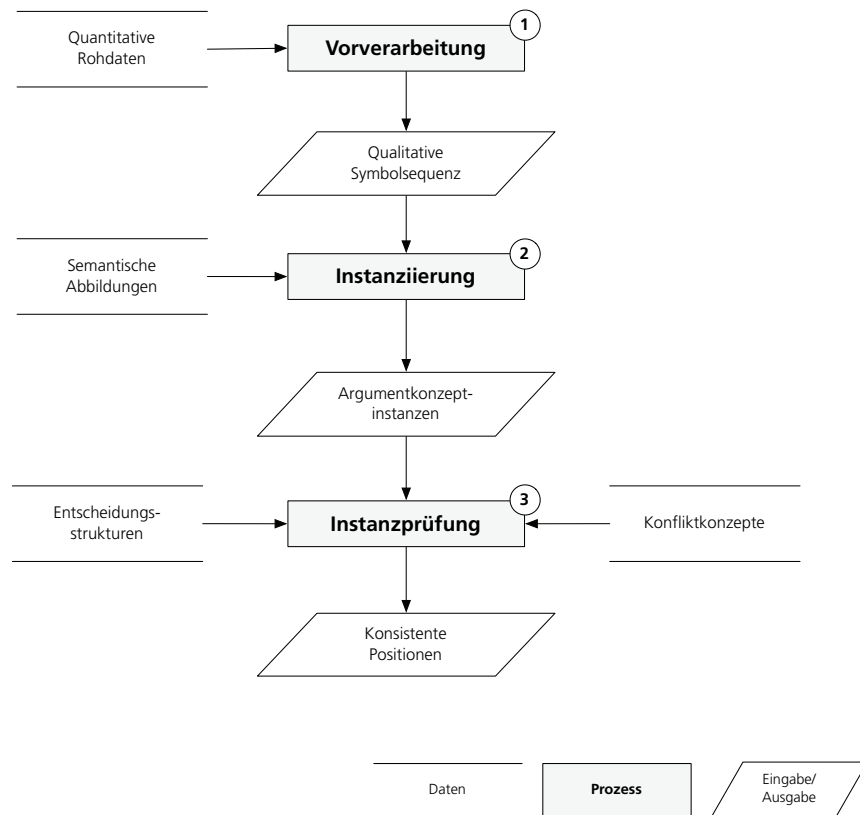 Quantitative
Rohdaten
Vorverarbeitung
1
Qualitative
Symbolsequenz
Semantische
Abbildungen
Instanziierung
2
Argumentkonzept-
instanzen
Entscheidungs-
strukturen
Instanzprüfung
3
Konfliktkonzepte
Konsistente
Positionen
Daten
Prozess
Eingabe/
Ausgabe